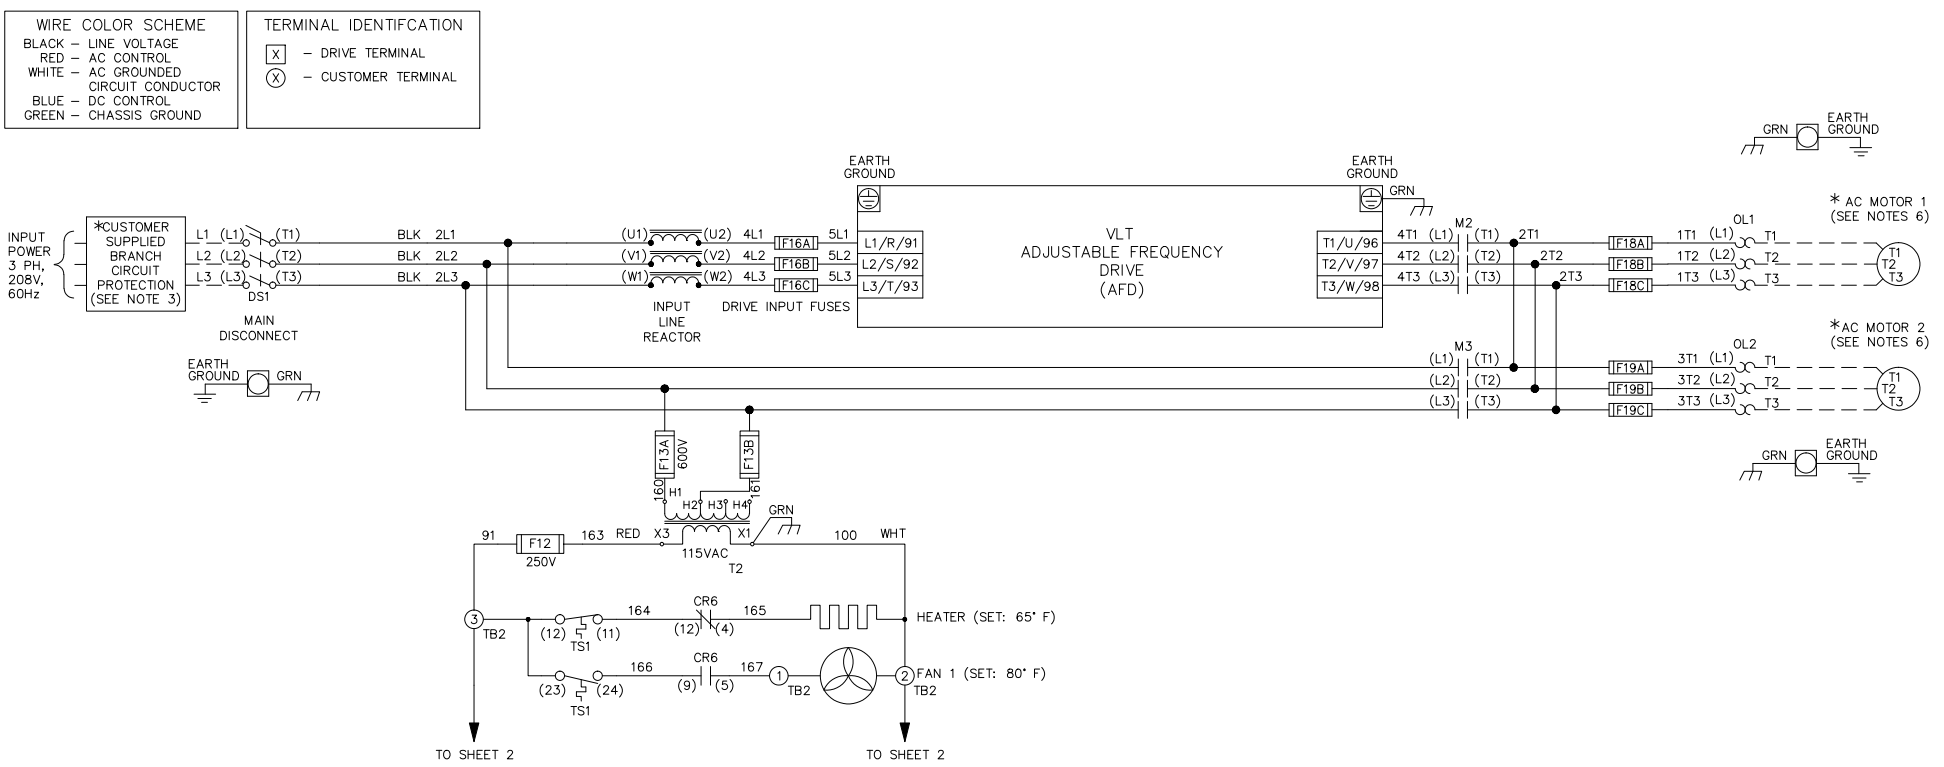 WIRE COLOR SCHEME
BLACK – LINE VOLTAGE
RED – AC CONTROL
WHITE – AC GROUNDED
CIRCUIT CONDUCTOR
BLUE – DC CONTROL
GREEN – CHASSIS GROUND
TERMINAL IDENTIFCATION
X – DRIVE TERMINAL
X – CUSTOMER TERMINAL
INPUT
POWER
3 PH,
208V,
60Hz
*CUSTOMER
SUPPLIED
BRANCH
CIRCUIT
PROTECTION
(SEE NOTE 3)
L1 (L1) (T1) BLK 2L1 (U1) (U2) 4L1 F16A 5L1 L1/R/91
L2 (L2) (T2) BLK 2L2 (V1) (V2) 4L2 F16B 5L2 L2/S/92
L3 (L3) (T3) BLK 2L3 (W1) (W2) 4L3 F16C 5L3 L3/T/93
DS1
MAIN
DISCONNECT
INPUT
LINE
REACTOR
DRIVE INPUT FUSES
EARTH
GROUND
GRN
EARTH
GROUND
VLT
ADJUSTABLE FREQUENCY
DRIVE
(AFD)
EARTH
GROUND
GRN
M2
T1/U/96 4T1 (L1) (T1) 2T1 F18A 1T1 (L1) T1
T2/V/97 4T2 (L2) (T2) 2T2 F18B 1T2 (L2) T2
T3/W/98 4T3 (L3) (T3) 2T3 F18C 1T3 (L3) T3
OL1
GRN
EARTH
GROUND
* AC MOTOR 1
(SEE NOTES 6)
T1
T2
T3
M3
(L1) (T1) F19A 3T1 (L1) T1
(L2) (T2) F19B 3T2 (L2) T2
(L3) (T3) F19C 3T3 (L3) T3
OL2
*AC MOTOR 2
(SEE NOTES 6)
T1
T2
T3
GRN
EARTH
GROUND
F13A
600V
F13B
160
161
H1
H2 H3 H4
GRN
91 F12 163 RED X3 X1 100 WHT
250V
115VAC
T2
3
TB2
164 CR6 165
(12) (11) (12) (4)
TS1
HEATER (SET: 65° F)
166 CR6 167
(23) (24) (9) (5)
TS1
1
TB2
2
TB2
FAN 1 (SET: 80° F)
TO SHEET 2
TO SHEET 2